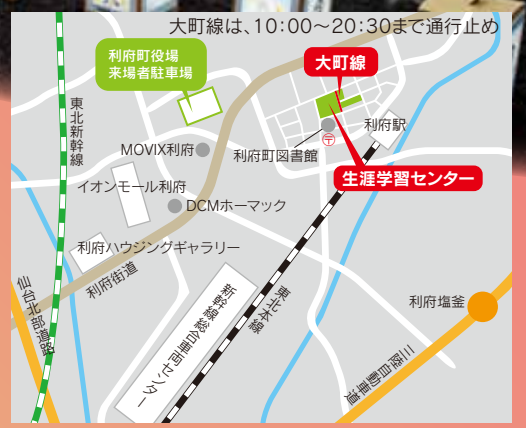 大町線は、10:00〜20:30まで通行止め
利府町役場
来場者駐車場
大町線
東北新幹線
利府駅
MOVIX利府
利府町図書館
〒
生涯学習センター
イオンモール利府
DCMホーマック
利府ハウジングギャラリー
利府街道
仙台北部道路
新幹線総合車両センター
東北本線
利府塩釜
三陸自動車道